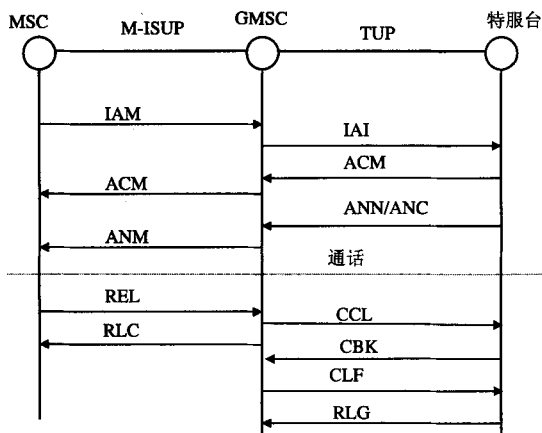 MSC M-ISUP GMSC TUP 特服台
IAM
IAI
ACM
ACM
ANN/ANC
ANM
通话
REL
CCL
RLC
CBK
CLF
RLG